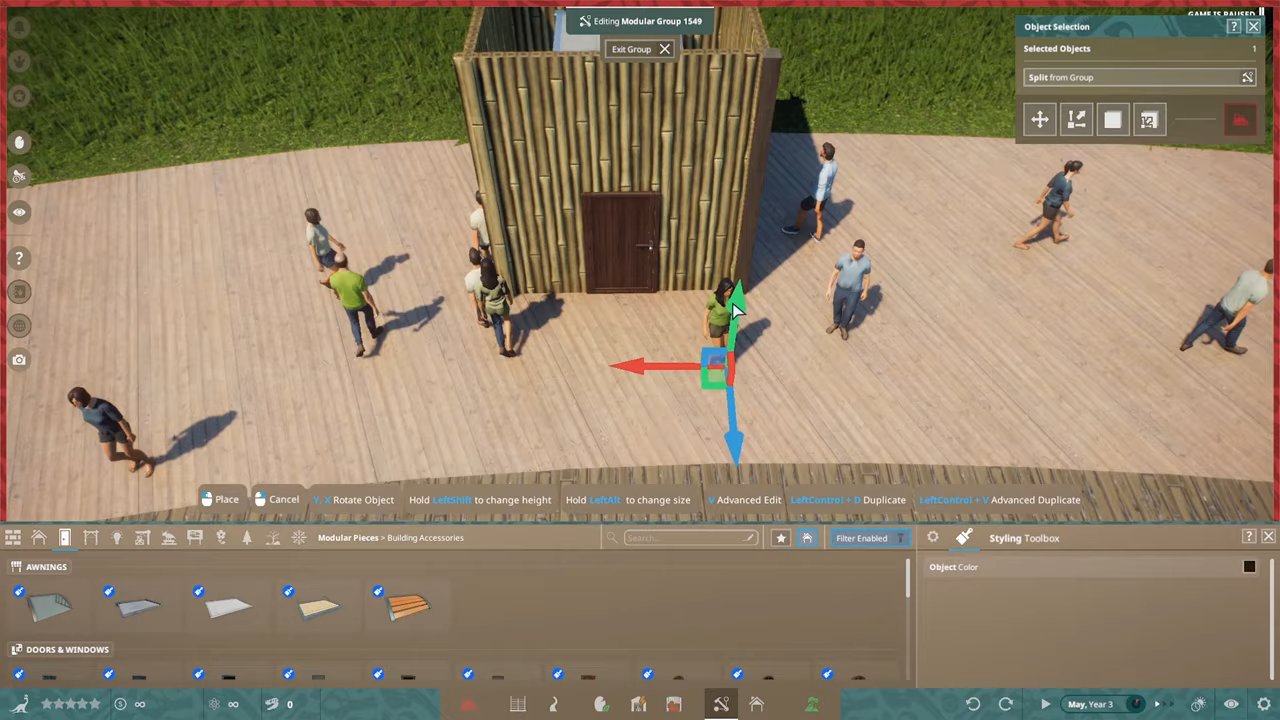 Editing Modular Group 1549
Exit Group
GAME IS PAUSED
Object Selection
?
Selected Objects 1
Split from Group
12
?
Place
Cancel
Y, X Rotate Object
Hold LeftShift to change height
Hold LeftAlt to change size
V Advanced Edit
LeftControl + D Duplicate
LeftControl + V Advanced Duplicate
Modular Pieces > Building Accessories
Search...
Filter Enabled
Styling Toolbox
?
AWNINGS
Object Color
DOORS & WINDOWS
∞
∞
0
May, Year 3